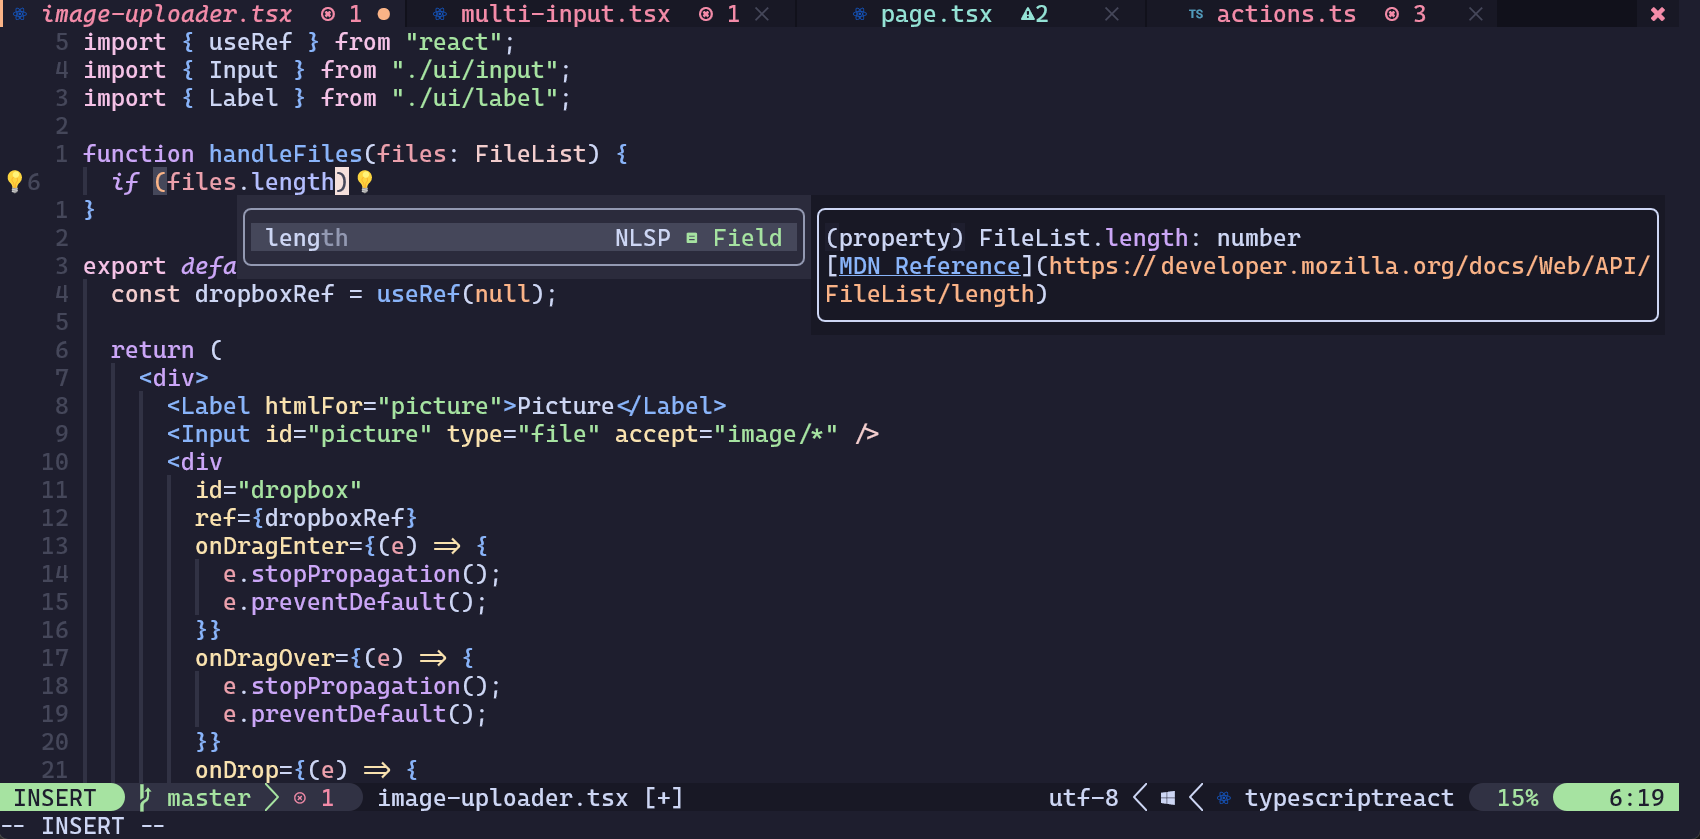 image-uploader.tsx 1 multi-input.tsx 1 page.tsx 2 TS actions.ts 3
5 import { useRef } from "react";
4 import { Input } from "./ui/input";
3 import { Label } from "./ui/label";
2
1 function handleFiles(files: FileList) {
6 if (files.length)
1 }
2 length NLSP Field (property) FileList.length: number
3 export defa [MDN Reference](https://developer.mozilla.org/docs/Web/API/
4 const dropboxRef = useRef(null); FileList/length)
5
6 return (
7 <div>
8 <Label htmlFor="picture">Picture</Label>
9 <Input id="picture" type="file" accept="image/*" />
10 <div
11 id="dropbox"
12 ref={dropboxRef}
13 onDragEnter={(e) => {
14 e.stopPropagation();
15 e.preventDefault();
16 }}
17 onDragOver={(e) => {
18 e.stopPropagation();
19 e.preventDefault();
20 }}
21 onDrop={(e) => {
INSERT master 1 image-uploader.tsx [+] utf-8 typescriptreact 15% 6:19
-- INSERT --